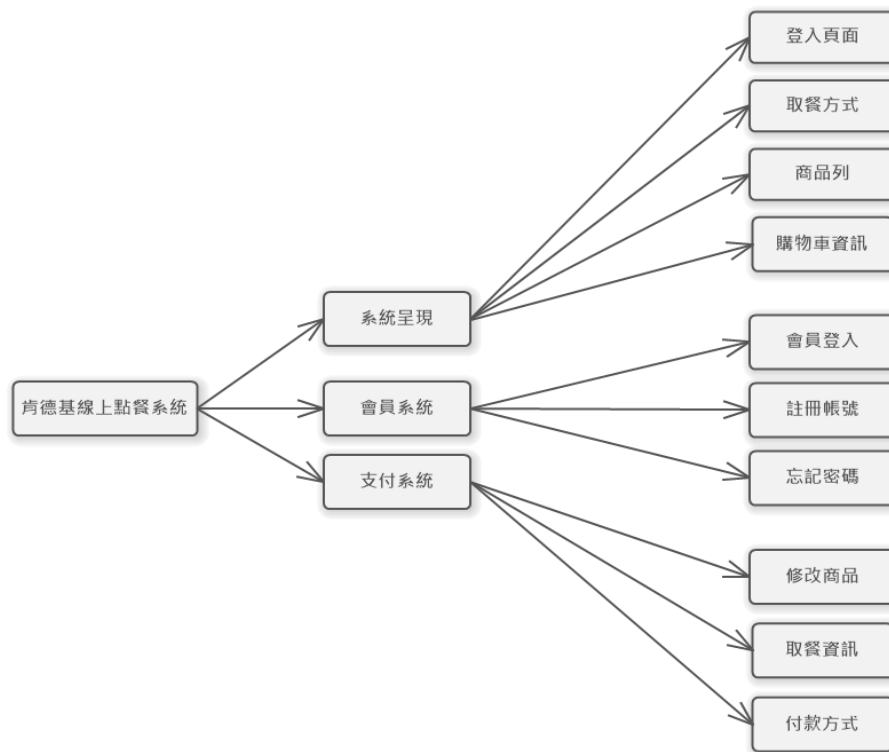 肯德基線上點餐系統
系統呈現
會員系統
支付系統
登入頁面
取餐方式
商品列
購物車資訊
會員登入
註冊帳號
忘記密碼
修改商品
取餐資訊
付款方式